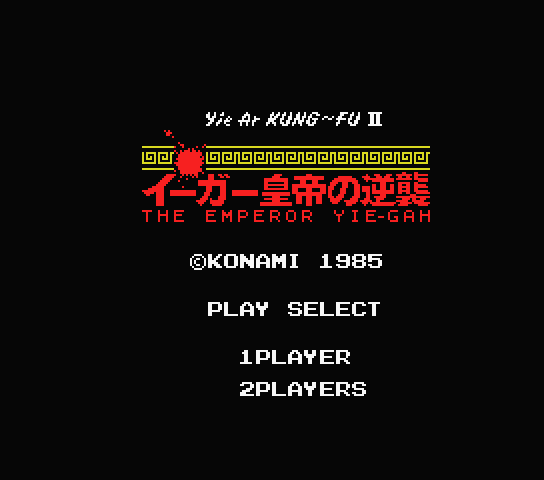 Yie Ar KUNG~FU II
イーガー皇帝の逆襲
THE EMPEROR YIE-GAH
©KONAMI 1985
PLAY SELECT
1PLAYER
2PLAYERS